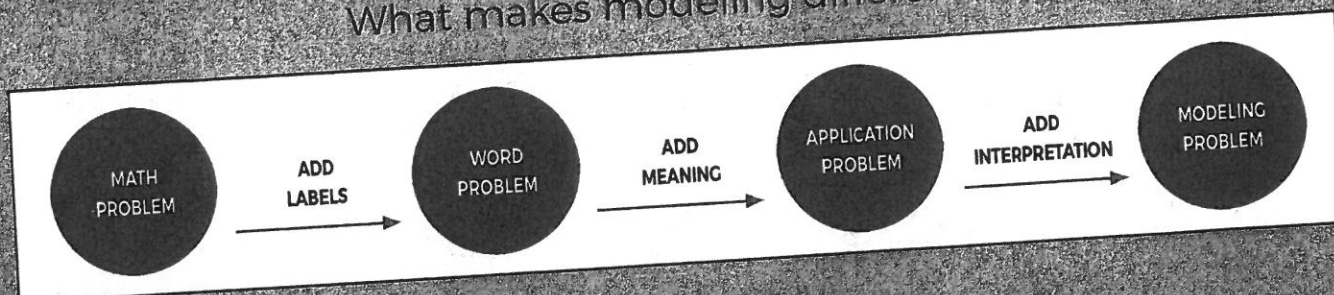 What makes modeling
MATH
PROBLEM
ADD
LABELS
WORD
PROBLEM
ADD
MEANING
APPLICATION
PROBLEM
ADD
INTERPRETATION
MODELING
PROBLEM